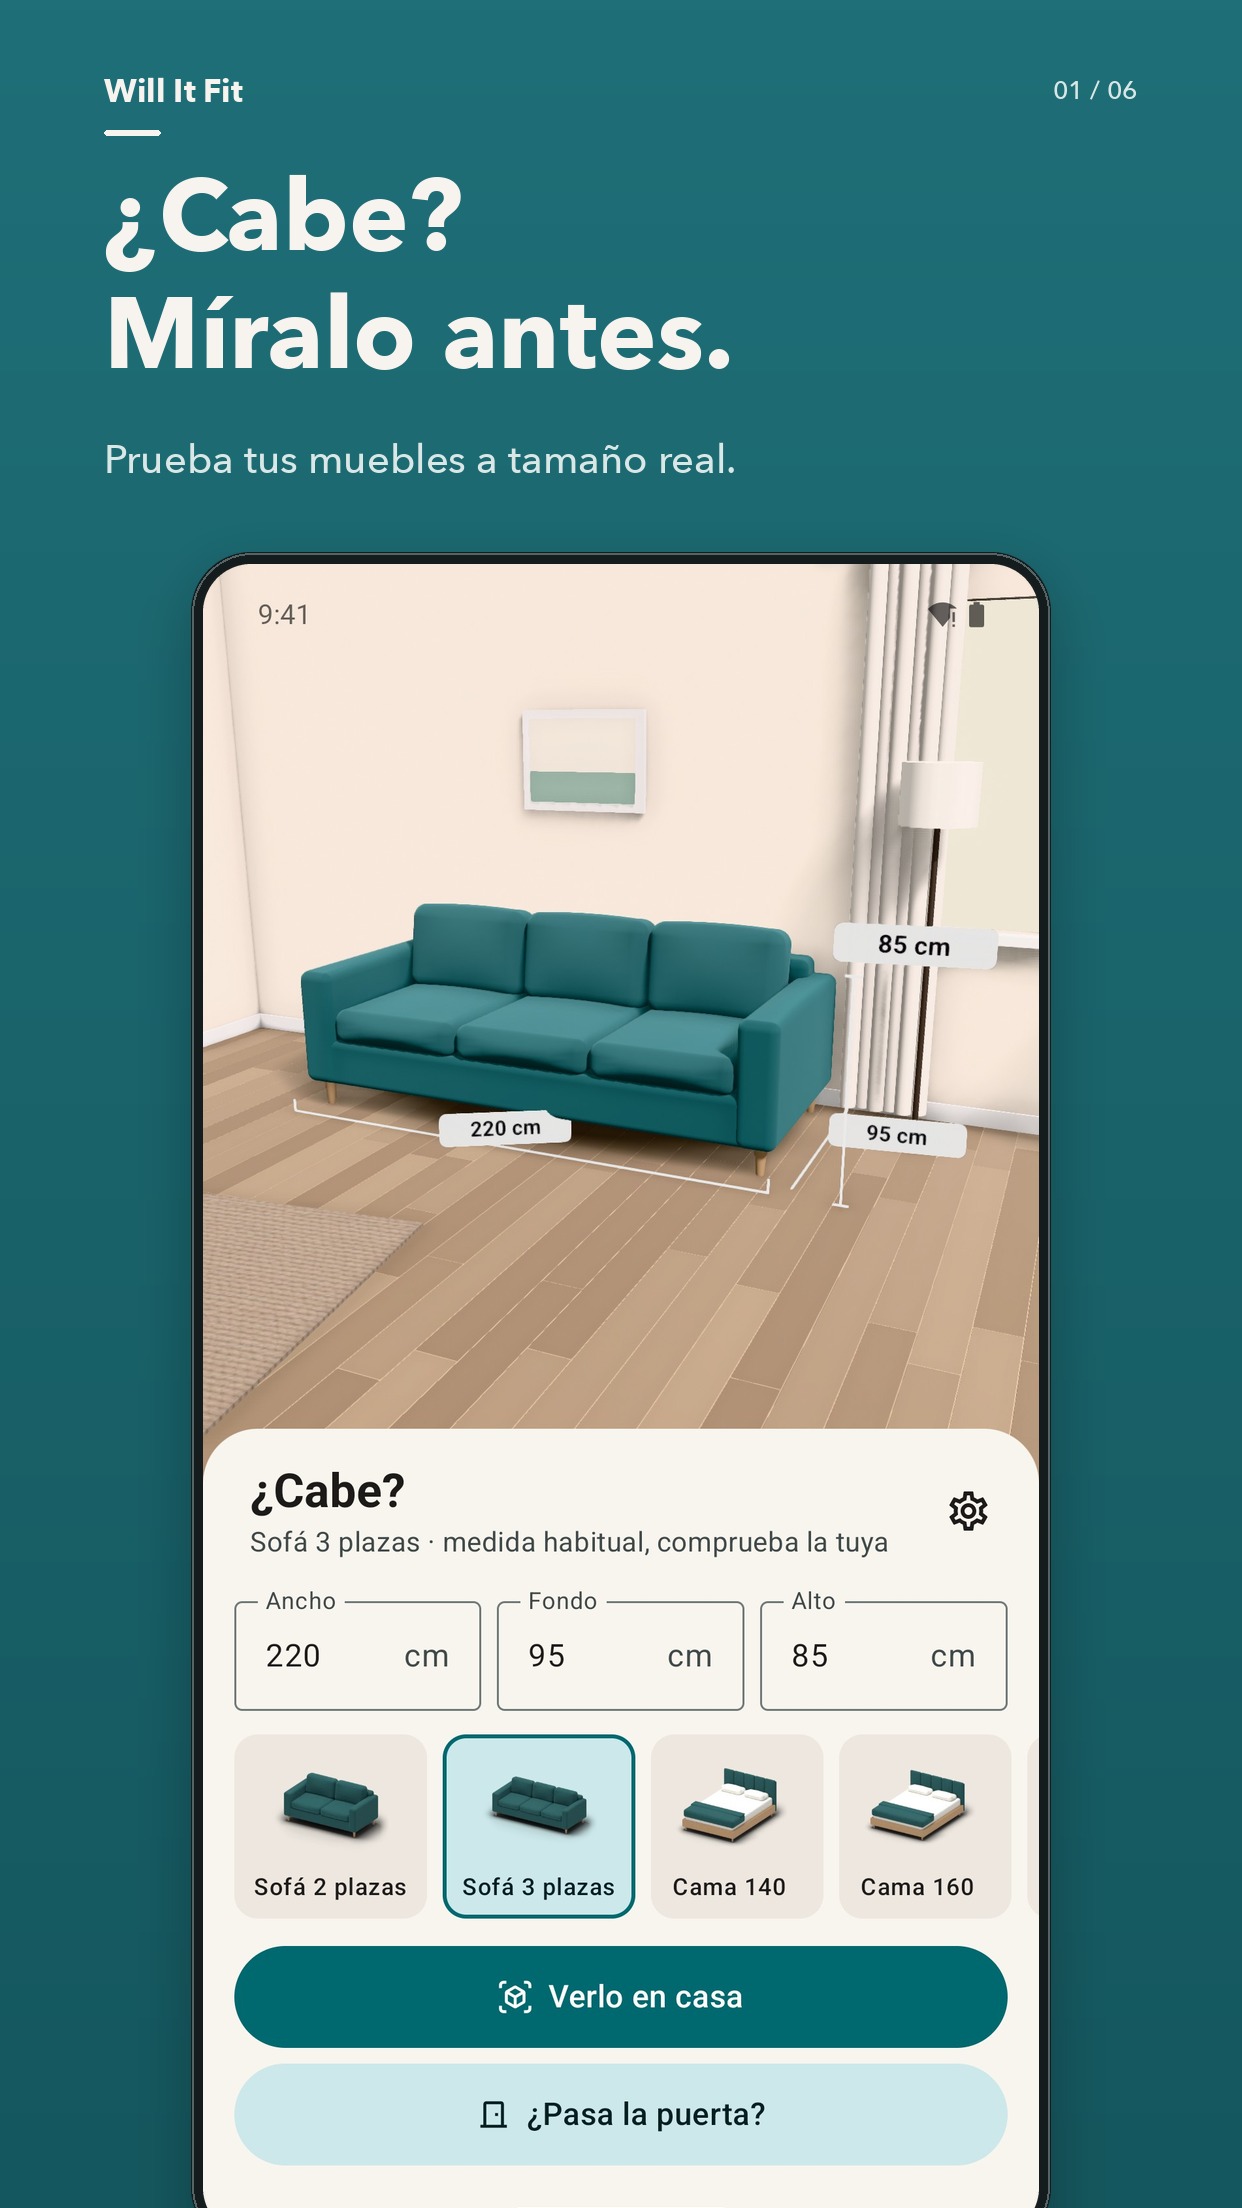 Will It Fit
01 / 06
¿Cabe?
Míralo antes.
Prueba tus muebles a tamaño real.
9:41
85 cm
220 cm
95 cm
¿Cabe?
Sofá 3 plazas · medida habitual, comprueba la tuya
Ancho
Fondo
Alto
220 cm
95 cm
85 cm
Sofá 2 plazas
Sofá 3 plazas
Cama 140
Cama 160
Verlo en casa
¿Pasa la puerta?